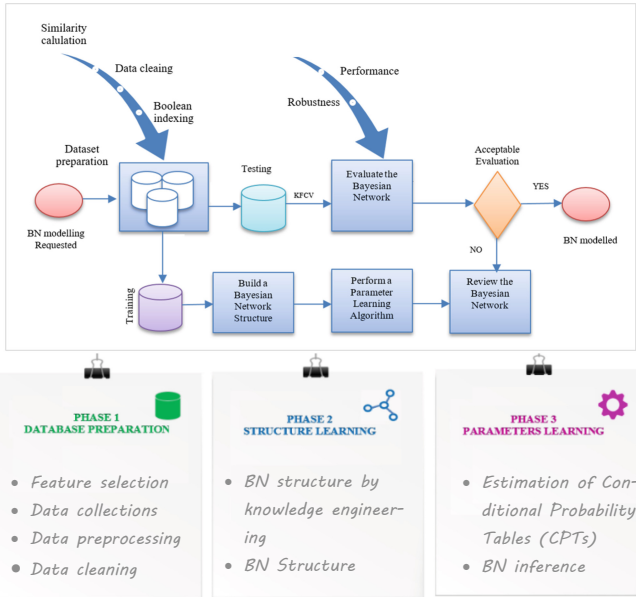 Similarity
calulation
Data cleaing
Boolean
indexing
Performance
Robustness
Dataset
preparation
Testing
Evaluate the
Bayesian
Network
Acceptable
Evaluation
KFCV
YES
BN modelling
Requested
BN modelled
NO
Training
Build a
Bayesian
Network
Structure
Perform a
Parameter
Learning
Algorithm
Review the
Bayesian
Network
PHASE 1
DATABASE PREPARATION
• Feature selection
• Data collections
• Data preprocessing
• Data cleaning
PHASE 2
STRUCTURE LEARNING
• BN structure by
knowledge engineer-
ing
• BN Structure
PHASE 3
PARAMETERS LEARNING
• Estimation of Con-
ditional Probability
Tables (CPTs)
• BN inference